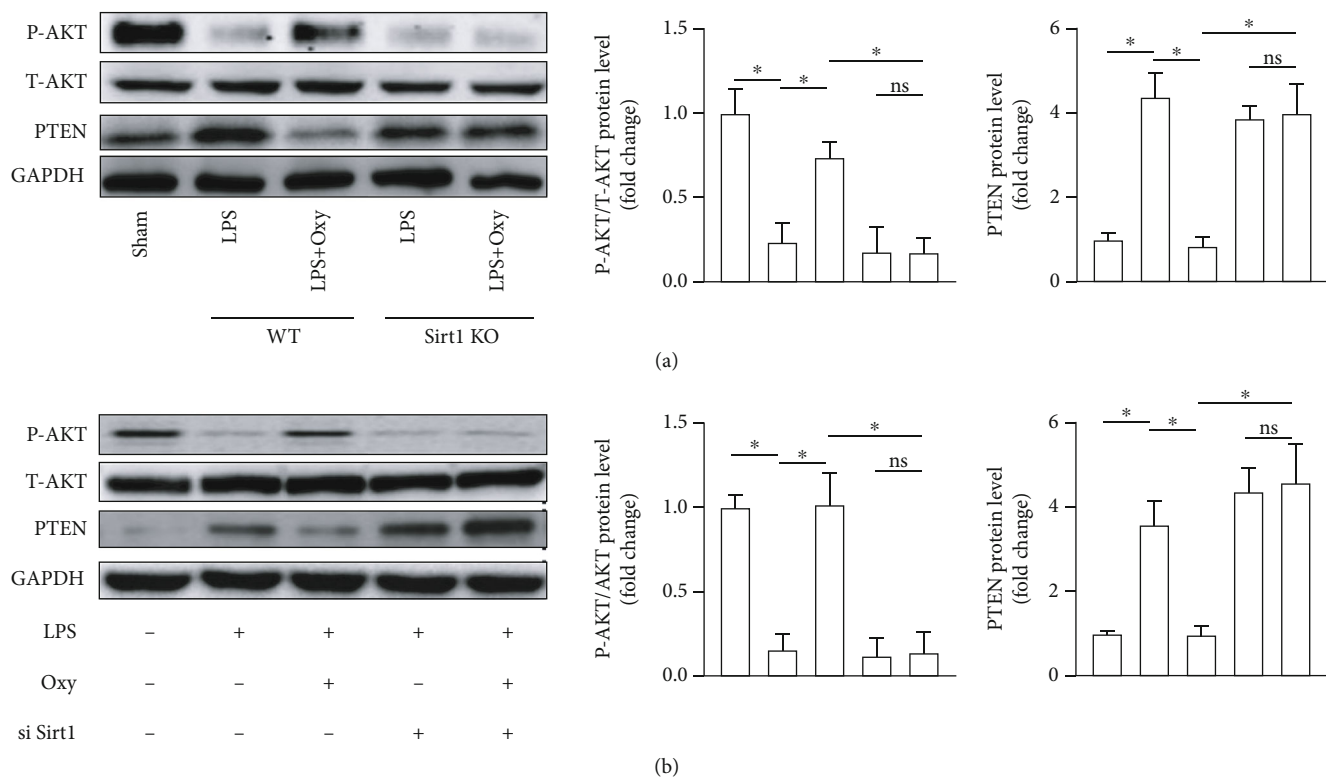 P-AKT
T-AKT
PTEN
GAPDH
Sham
LPS
LPS+Oxy
LPS
LPS+Oxy
WT
Sirt1 KO
P-AKT/T-AKT protein level
(fold change)
1.5
1.0
0.5
0.0
*
*
*
ns
PTEN protein level
(fold change)
6
4
2
0
*
*
*
ns
(a)
P-AKT
T-AKT
PTEN
GAPDH
LPS – + + + +
Oxy – – + – +
si Sirt1 – – – + +
P-AKT/AKT protein level
(fold change)
1.5
1.0
0.5
0.0
*
*
*
ns
PTEN protein level
(fold change)
6
4
2
0
*
*
*
ns
(b)